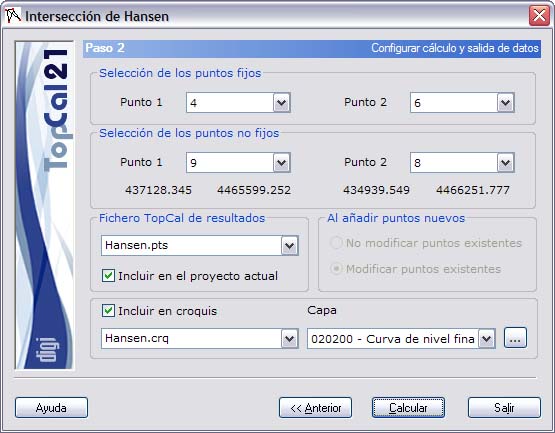 Intersección de Hansen
Paso 2 Configurar cálculo y salida de datos
TopCal 21
digi
Selección de los puntos fijos
Punto 1 4 Punto 2 6
Selección de los puntos no fijos
Punto 1 9 Punto 2 8
437128.345 4465599.252 434939.549 4466251.777
Fichero TopCal de resultados
Hansen.pts
Incluir en el proyecto actual
Al añadir puntos nuevos
No modificar puntos existentes
Modificar puntos existentes
Incluir en croquis Capa
Hansen.crq 020200 - Curva de nivel fina ...
Ayuda << Anterior Calcular Salir